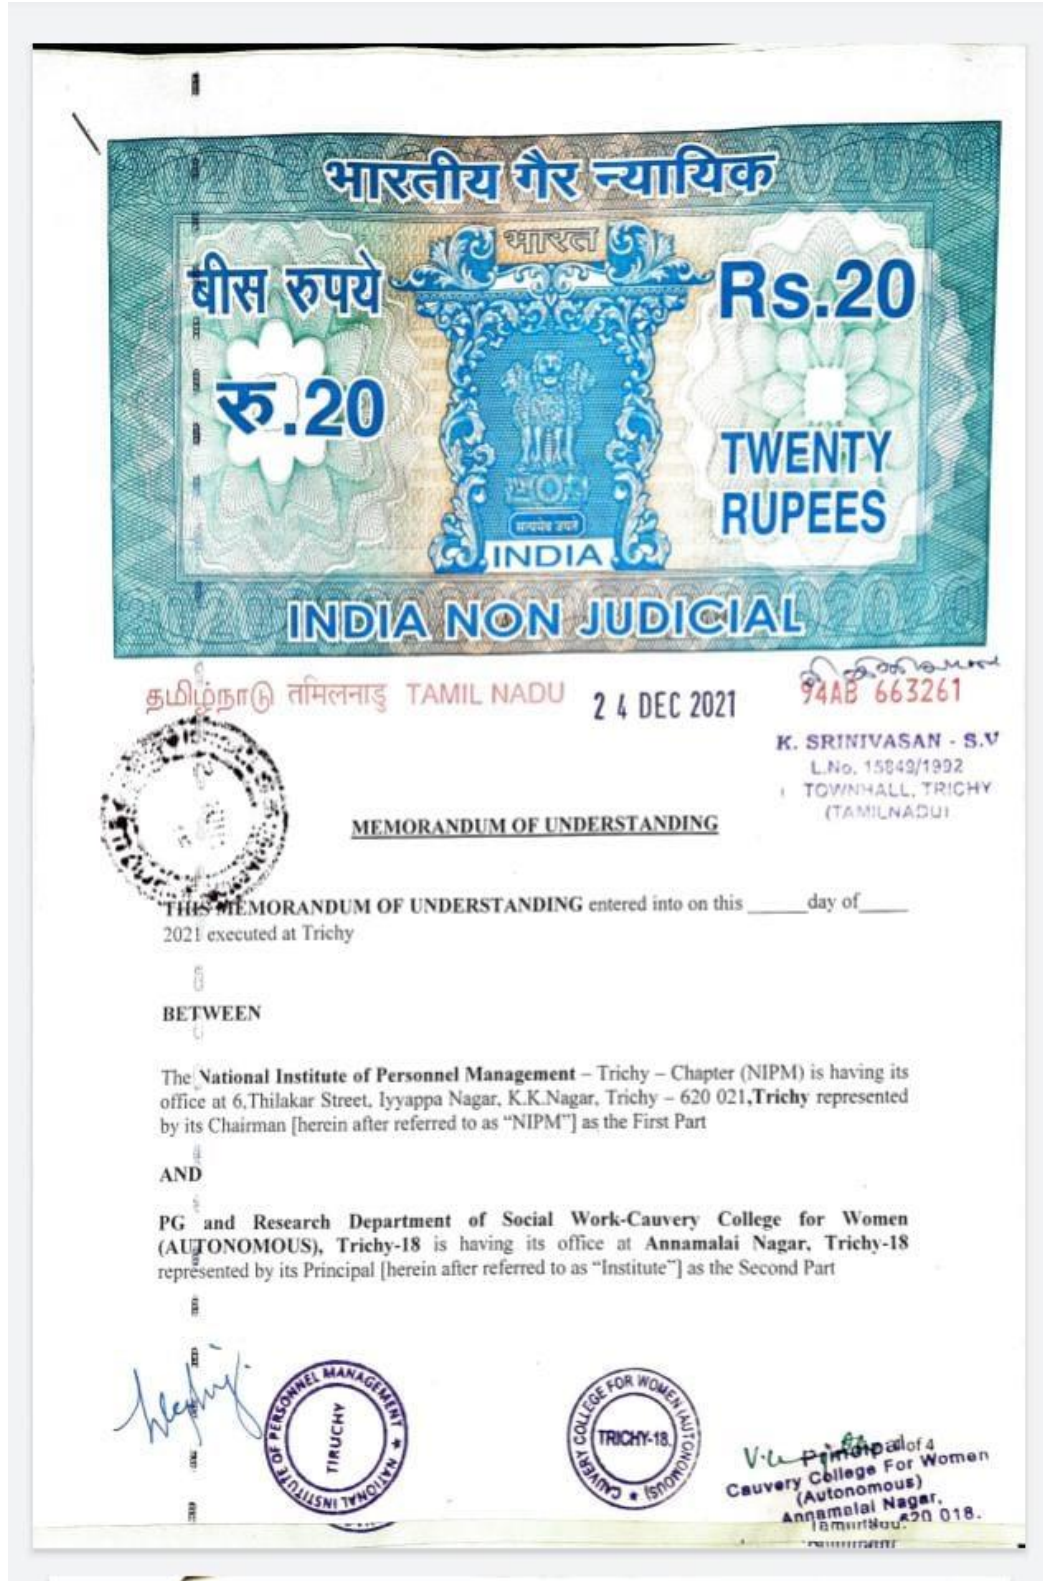 भारतीय गैर न्यायिक
भारत
बीस रुपये
Rs.20
रु.20
TWENTY
RUPEES
सत्यमेव जयते
INDIA
INDIA NON JUDICIAL
தமிழ்நாடு तमिलनाडु TAMIL NADU
24 DEC 2021
94AB 663261
K. SRINIVASAN - S.V
L.No. 15849/1992
TOWNHALL, TRICHY
(TAMILNADU)
MEMORANDUM OF UNDERSTANDING
THIS MEMORANDUM OF UNDERSTANDING entered into on this ______day of_____
2021 executed at Trichy
BETWEEN
The National Institute of Personnel Management – Trichy – Chapter (NIPM) is having its
office at 6,Thilakar Street, Iyyappa Nagar, K.K.Nagar, Trichy – 620 021,Trichy represented
by its Chairman [herein after referred to as “NIPM”] as the First Part
AND
PG and Research Department of Social Work-Cauvery College for Women
(AUTONOMOUS), Trichy-18 is having its office at Annamalai Nagar, Trichy-18
represented by its Principal [herein after referred to as “Institute”] as the Second Part
NATIONAL INSTITUTE OF PERSONNEL MANAGEMENT
TIRUCHY
CAUVERY COLLEGE FOR WOMEN (AUTONOMOUS)
TRICHY-18.
of 4
Principal
Cauvery College For Women
(Autonomous)
Annamalai Nagar,
620 018.